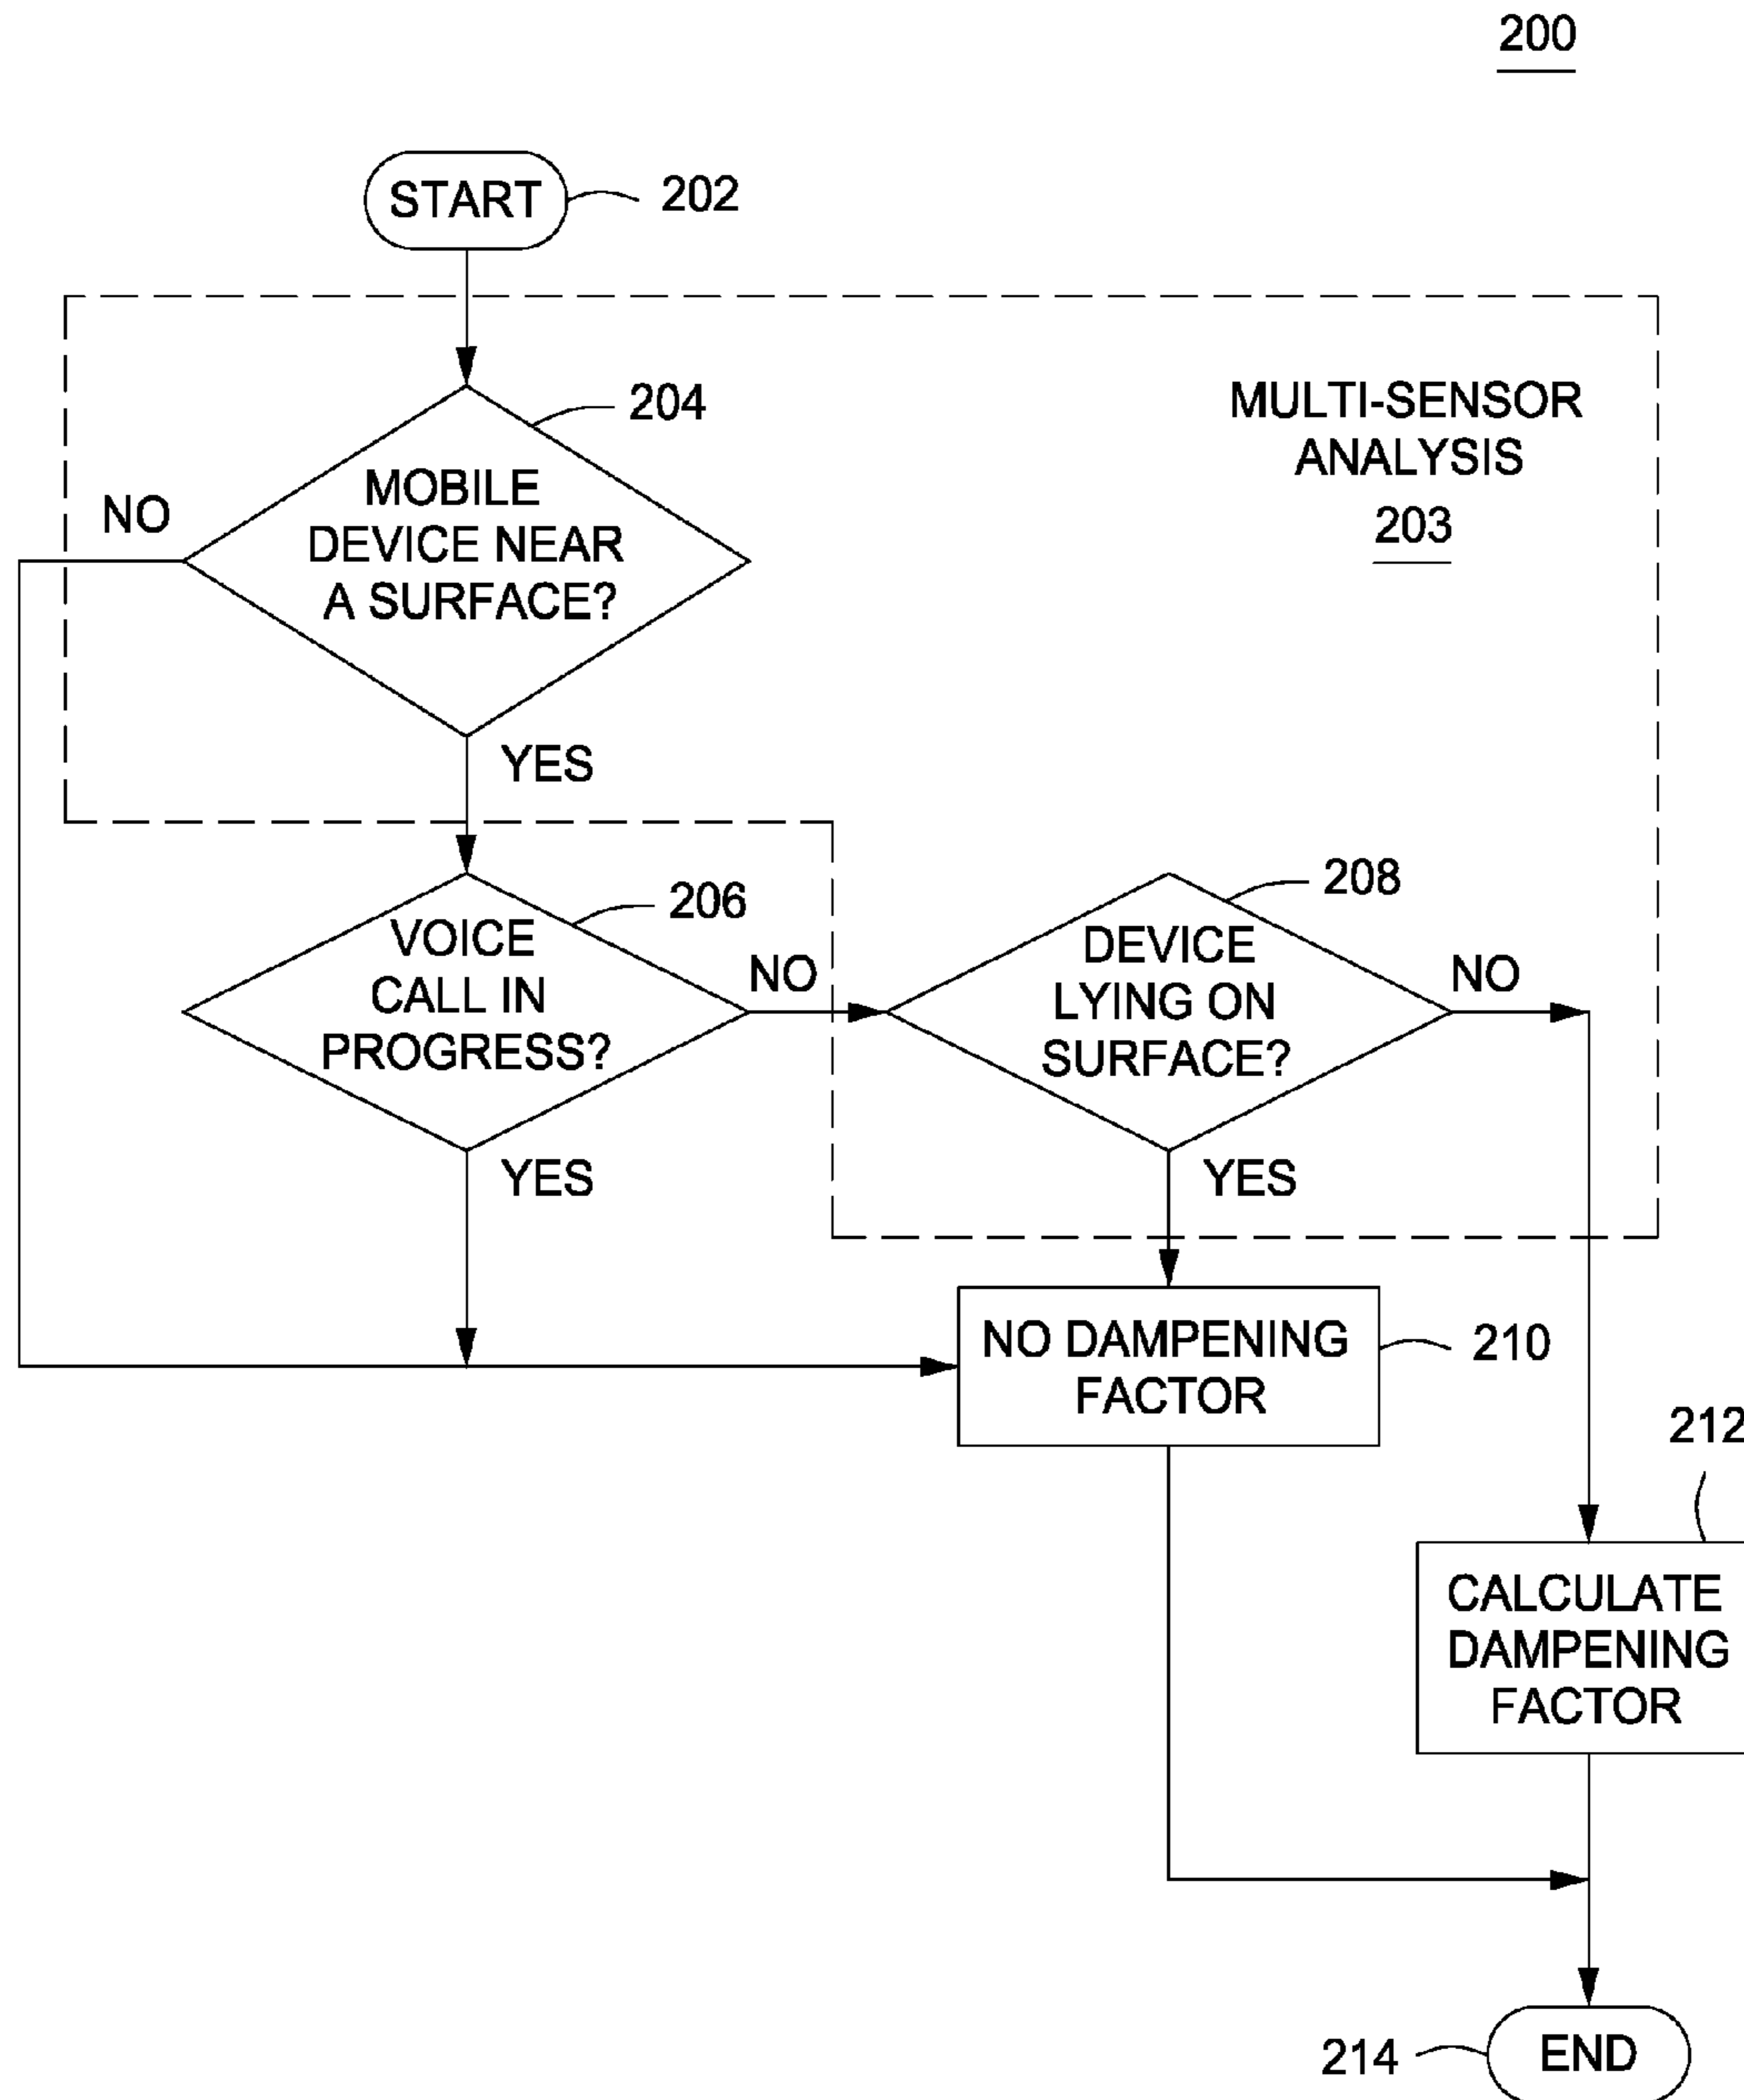 200
START
202
204
MULTI-SENSOR
ANALYSIS
203
NO
MOBILE
DEVICE NEAR
A SURFACE?
YES
206
208
VOICE
CALL IN
PROGRESS?
NO
DEVICE
LYING ON
SURFACE?
NO
YES
YES
NO DAMPENING
FACTOR
210
212
CALCULATE
DAMPENING
FACTOR
214
END